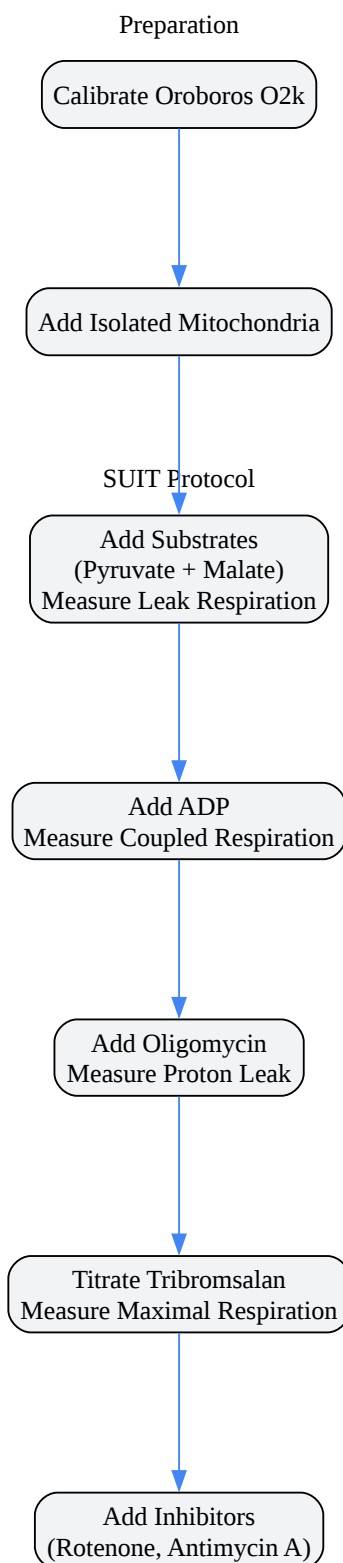 Preparation
Calibrate Oroboros O2k
Add Isolated Mitochondria
SUIT Protocol
Add Substrates
(Pyruvate + Malate)
Measure Leak Respiration
Add ADP
Measure Coupled Respiration
Add Oligomycin
Measure Proton Leak
Titrate Tribromsalan
Measure Maximal Respiration
Add Inhibitors
(Rotenone, Antimycin A)